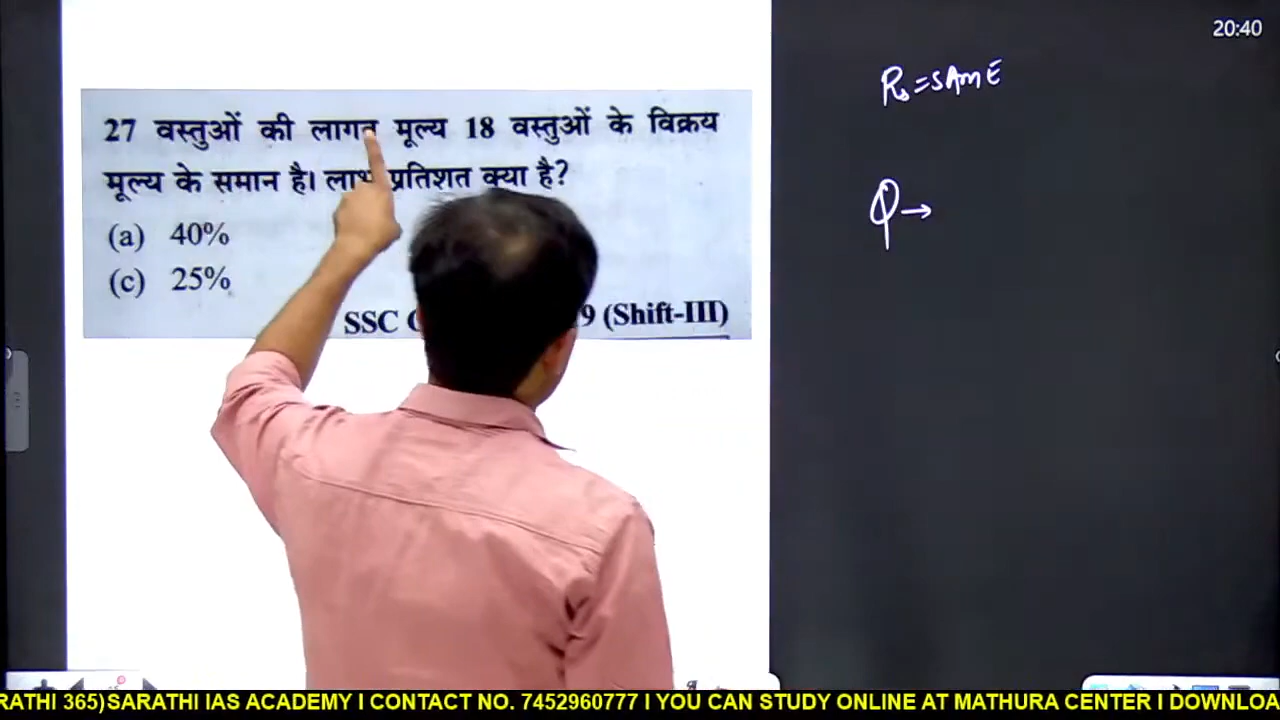 20:40
R₈ = SAME
27 वस्तुओं की लागत मूल्य 18 वस्तुओं के विक्रय
मूल्य के समान है। लाभ प्रतिशत क्या है?
(a) 40%
(c) 25%
SSC 9 (Shift-III)
RATHI 365)SARATHI IAS ACADEMY I CONTACT NO. 7452960777 I YOU CAN STUDY ONLINE AT MATHURA CENTER I DOWNLOA